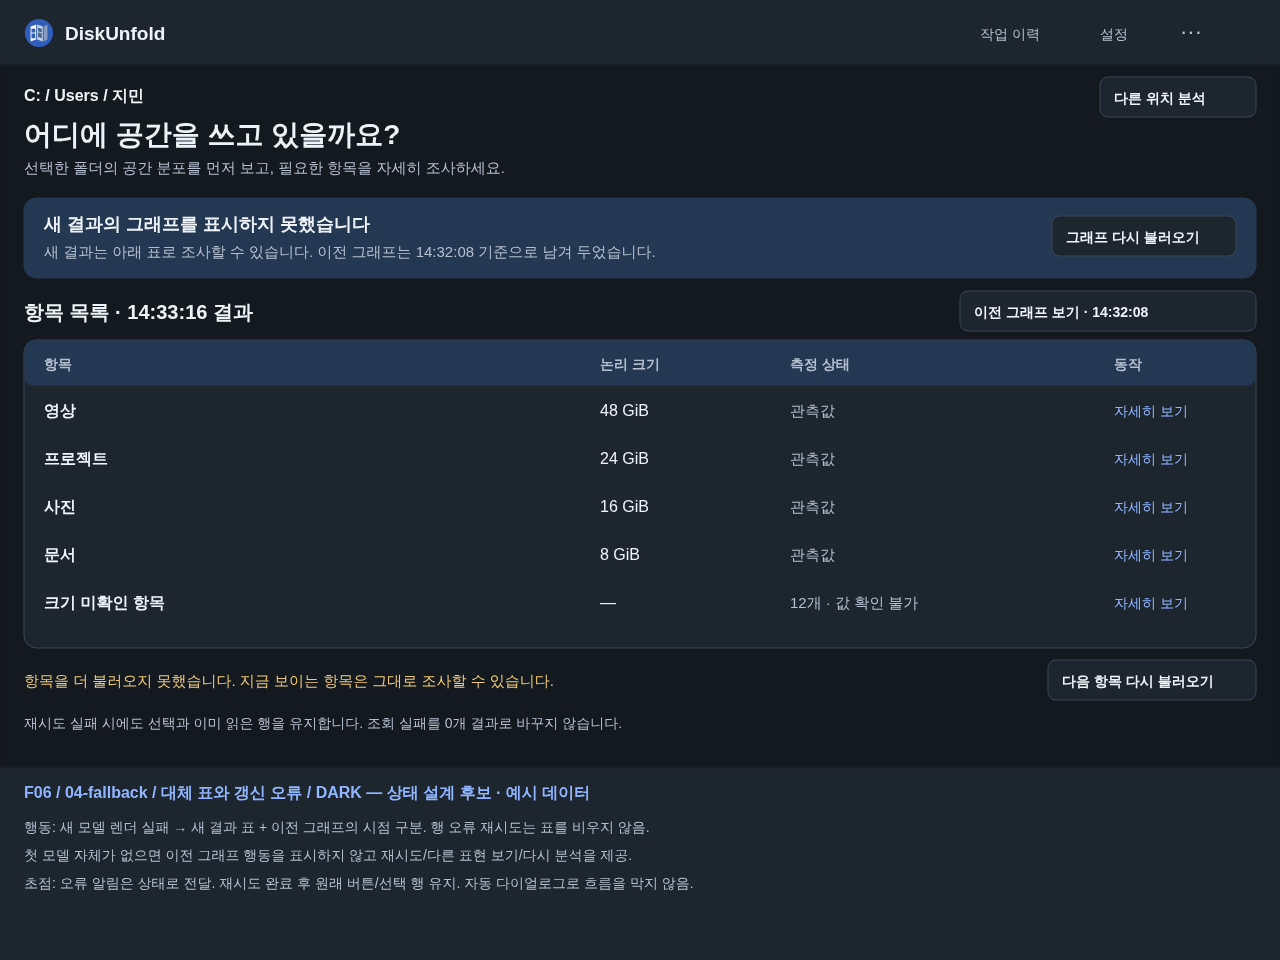 DiskUnfold
작업 이력 설정 ···
C: / Users / 지민
다른 위치 분석
어디에 공간을 쓰고 있을까요?
선택한 폴더의 공간 분포를 먼저 보고, 필요한 항목을 자세히 조사하세요.
새 결과의 그래프를 표시하지 못했습니다
새 결과는 아래 표로 조사할 수 있습니다. 이전 그래프는 14:32:08 기준으로 남겨 두었습니다.
그래프 다시 불러오기
항목 목록 · 14:33:16 결과
이전 그래프 보기 · 14:32:08
항목 논리 크기 측정 상태 동작
영상 48 GiB 관측값 자세히 보기
프로젝트 24 GiB 관측값 자세히 보기
사진 16 GiB 관측값 자세히 보기
문서 8 GiB 관측값 자세히 보기
크기 미확인 항목 — 12개 · 값 확인 불가 자세히 보기
항목을 더 불러오지 못했습니다. 지금 보이는 항목은 그대로 조사할 수 있습니다.
다음 항목 다시 불러오기
재시도 실패 시에도 선택과 이미 읽은 행을 유지합니다. 조회 실패를 0개 결과로 바꾸지 않습니다.
F06 / 04-fallback / 대체 표와 갱신 오류 / DARK — 상태 설계 후보 · 예시 데이터
행동: 새 모델 렌더 실패 → 새 결과 표 + 이전 그래프의 시점 구분. 행 오류 재시도는 표를 비우지 않음.
첫 모델 자체가 없으면 이전 그래프 행동을 표시하지 않고 재시도/다른 표현 보기/다시 분석을 제공.
초점: 오류 알림은 상태로 전달. 재시도 완료 후 원래 버튼/선택 행 유지. 자동 다이얼로그로 흐름을 막지 않음.